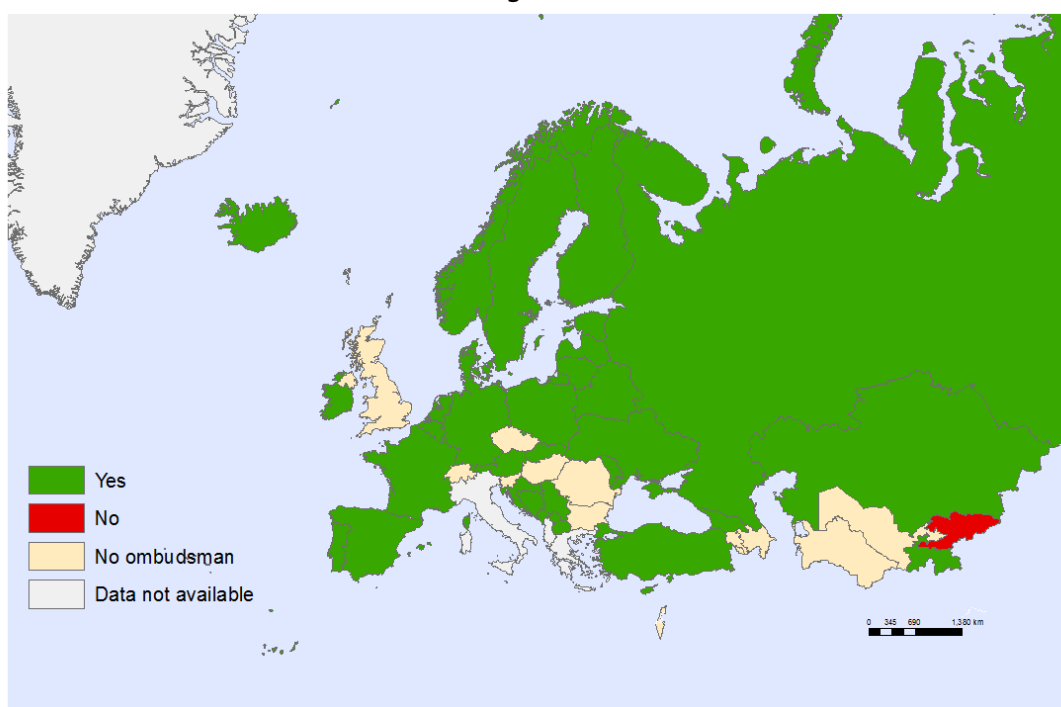 Yes
No
No ombudsman
Data not available
0 345 690 1,380 km